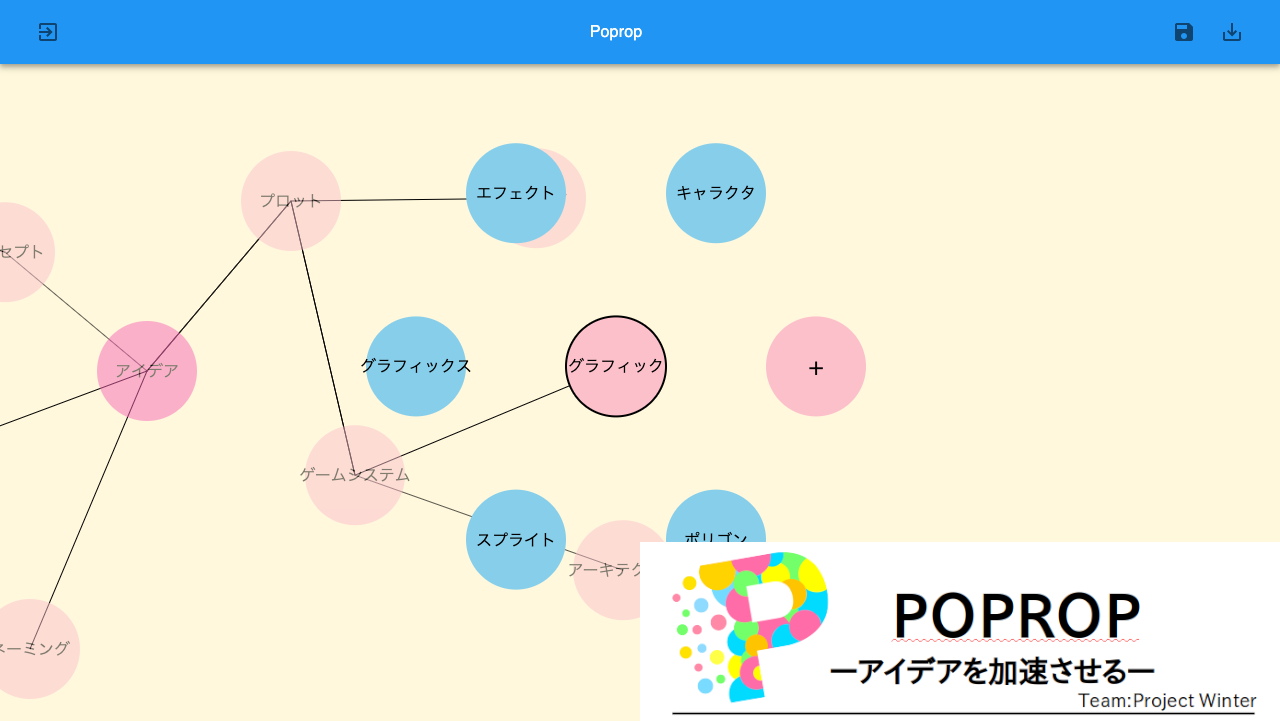 Poprop
プロット
エフェクト
キャラクタ
セプト
アイデア
グラフィックス
グラフィック
+
ゲームシステム
スプライト
ポリゴン
アーキテク
ネーミング
POPROP
ーアイデアを加速させるー
Team:Project Winter